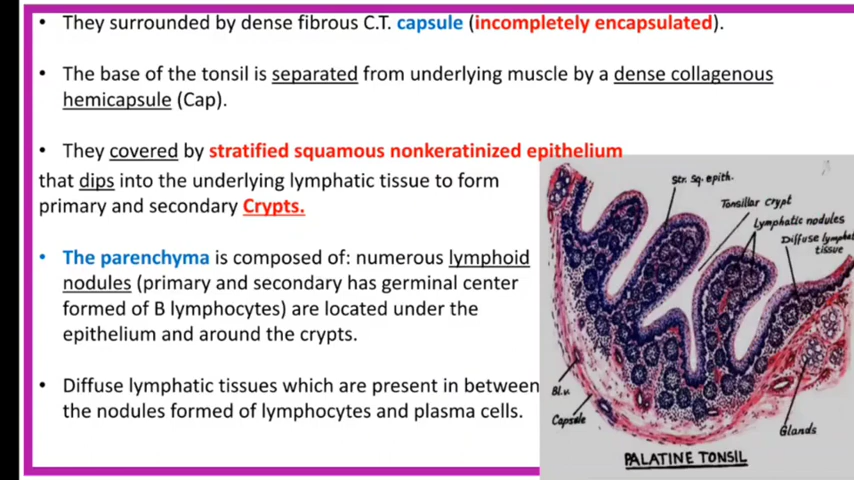 • They surrounded by dense fibrous C.T. capsule (incompletely encapsulated).
• The base of the tonsil is separated from underlying muscle by a dense collagenous
hemicapsule (Cap).
• They covered by stratified squamous nonkeratinized epithelium
that dips into the underlying lymphatic tissue to form
primary and secondary Crypts.
• The parenchyma is composed of: numerous lymphoid
nodules (primary and secondary has germinal center
formed of B lymphocytes) are located under the
epithelium and around the crypts.
• Diffuse lymphatic tissues which are present in between
the nodules formed of lymphocytes and plasma cells.
Str. Sq. epith.
Tonsillar crypt
Lymphatic nodules
Diffuse lymphat
tissue
Bl.v.
Capsule
Glands
PALATINE TONSIL